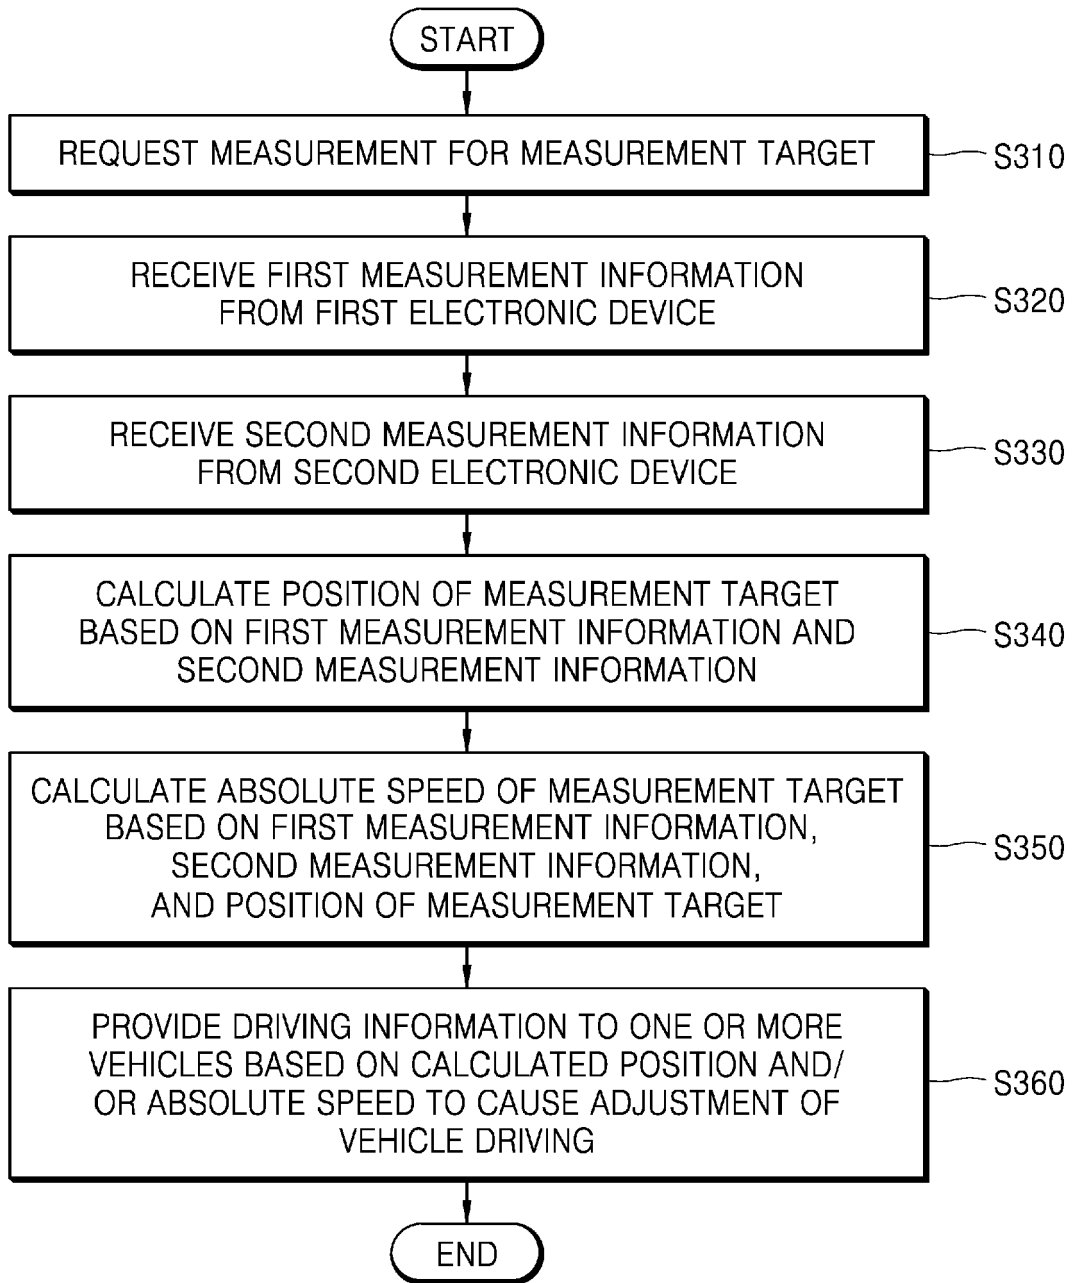 START
REQUEST MEASUREMENT FOR MEASUREMENT TARGET
S310
RECEIVE FIRST MEASUREMENT INFORMATION
FROM FIRST ELECTRONIC DEVICE
S320
RECEIVE SECOND MEASUREMENT INFORMATION
FROM SECOND ELECTRONIC DEVICE
S330
CALCULATE POSITION OF MEASUREMENT TARGET
BASED ON FIRST MEASUREMENT INFORMATION AND
SECOND MEASUREMENT INFORMATION
S340
CALCULATE ABSOLUTE SPEED OF MEASUREMENT TARGET
BASED ON FIRST MEASUREMENT INFORMATION,
SECOND MEASUREMENT INFORMATION,
AND POSITION OF MEASUREMENT TARGET
S350
PROVIDE DRIVING INFORMATION TO ONE OR MORE
VEHICLES BASED ON CALCULATED POSITION AND/
OR ABSOLUTE SPEED TO CAUSE ADJUSTMENT OF
VEHICLE DRIVING
S360
END